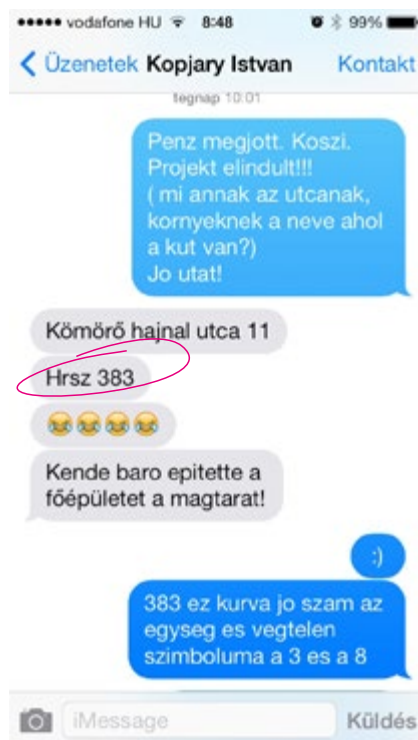 vodafone HU 8:48 99%
Üzenetek Kopjary Istvan Kontakt
tegnap 10:01
Penz megjott. Koszi.
Projekt elindult!!!
( mi annak az utcanak,
kornyeknek a neve ahol
a kut van?)
Jo utat!
Kömörő hajnal utca 11
Hrsz 383
😂😂😂😂
Kende baro epitette a
főépületet a magtarat!
:)
383 ez kurva jo szam az
egyseg es vegtelen
szimboluma a 3 es a 8
iMessage Küldés